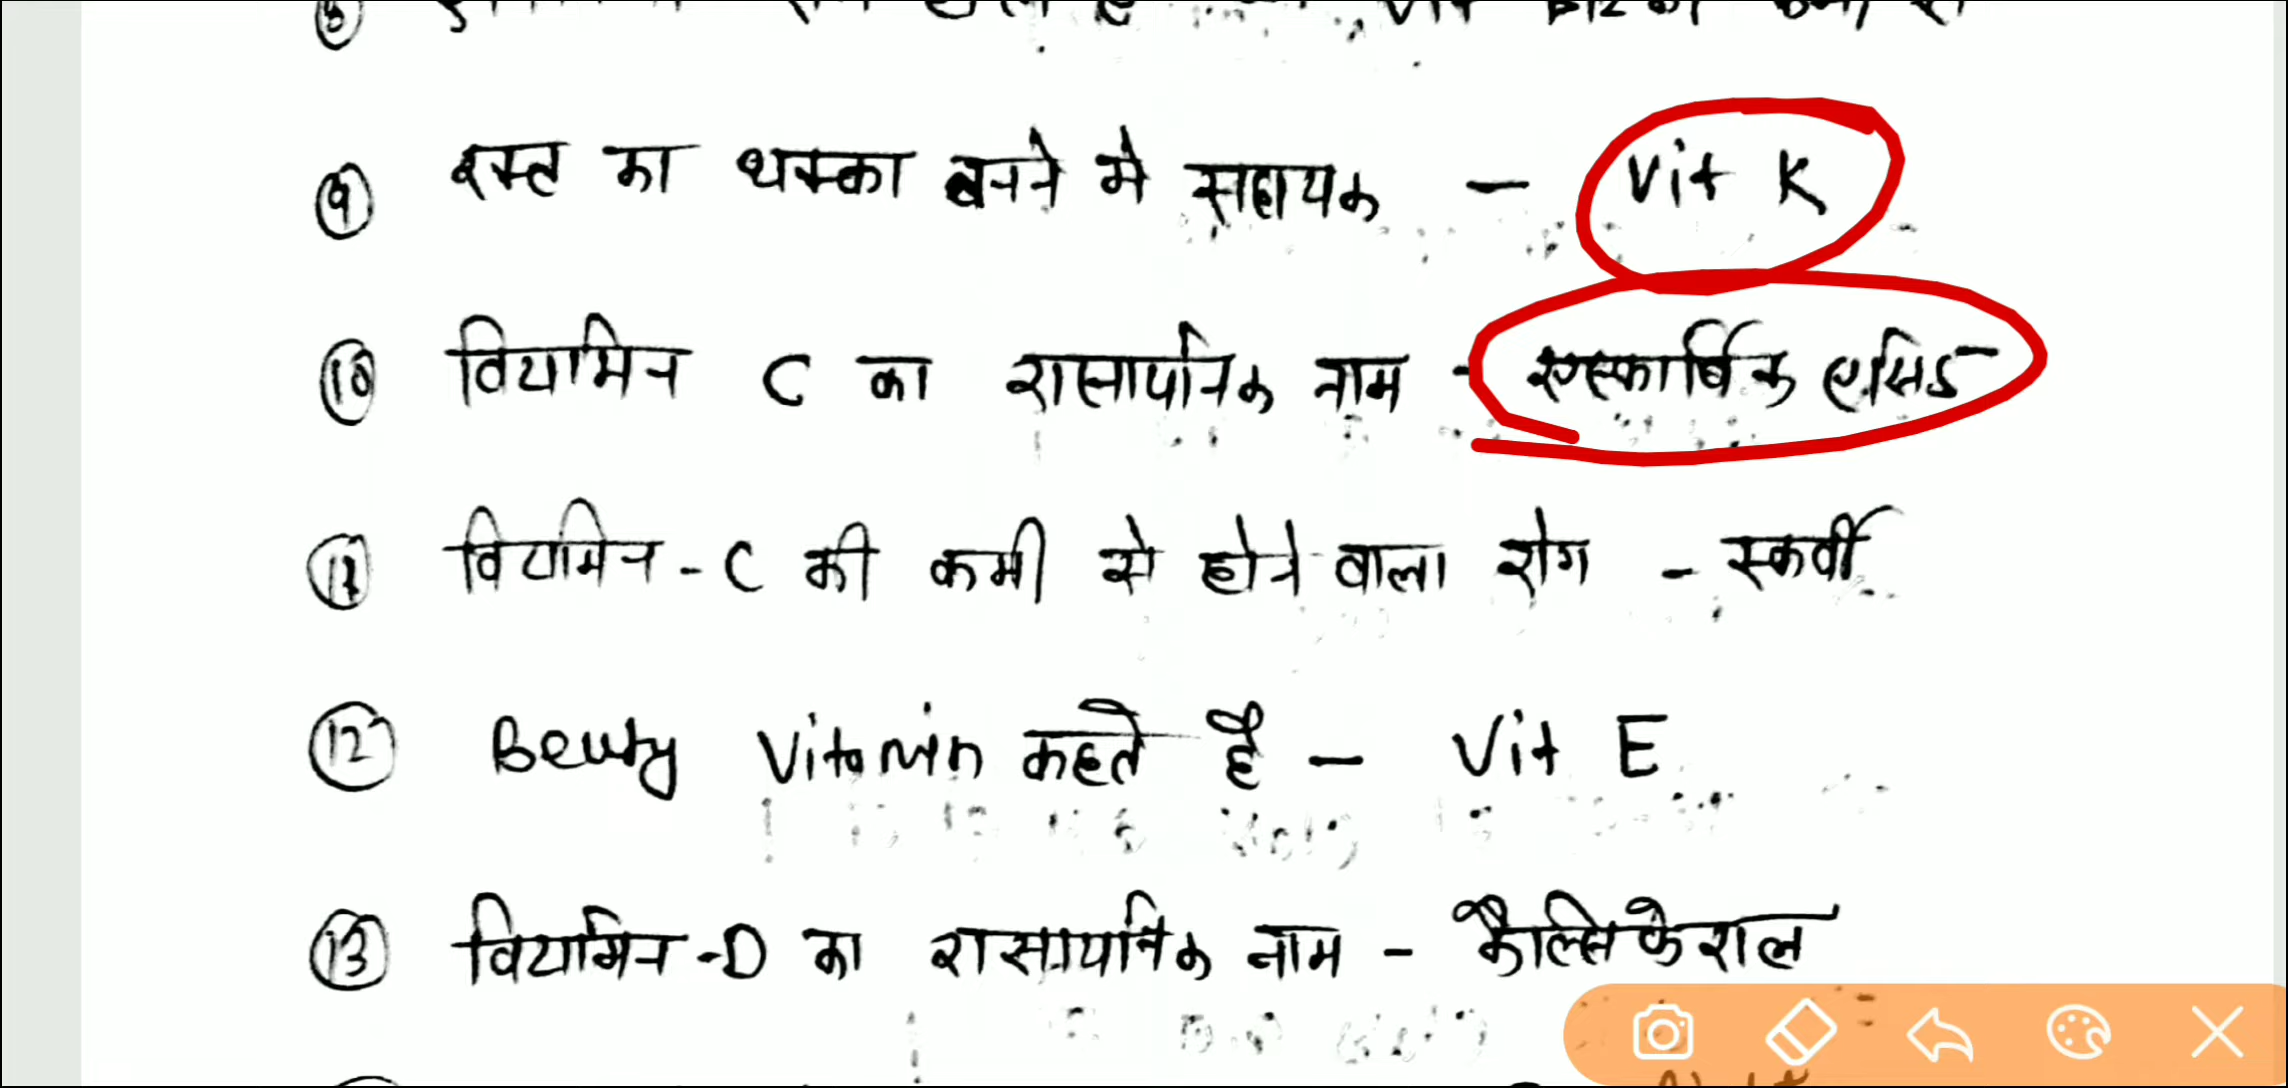 ⑨ रक्त का थक्का बनने मे सहायक – Vit K
⑩ विटामिन C का रासायनिक नाम - एस्कार्बिक एसिड
⑪ विटामिन - C की कमी से होने वाला रोग - स्कर्वी
⑫ Beuty Vitamin कहते है – Vit E
⑬ विटामिन -D का रासायनिक नाम - कैल्सिफेराल